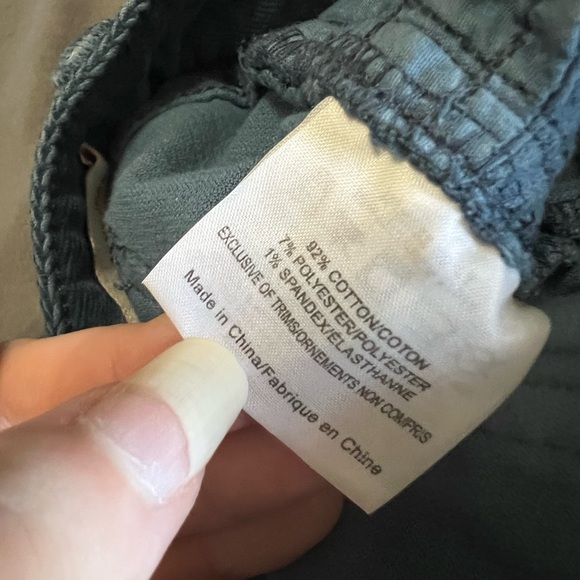 92% COTTON/COTON
7% POLYESTER/POLYESTER
1% SPANDEX/ELASTHANNE
EXCLUSIVE OF TRIMS/ORNEMENTS NON COMPRIS
Made in China/Fabrique en Chine